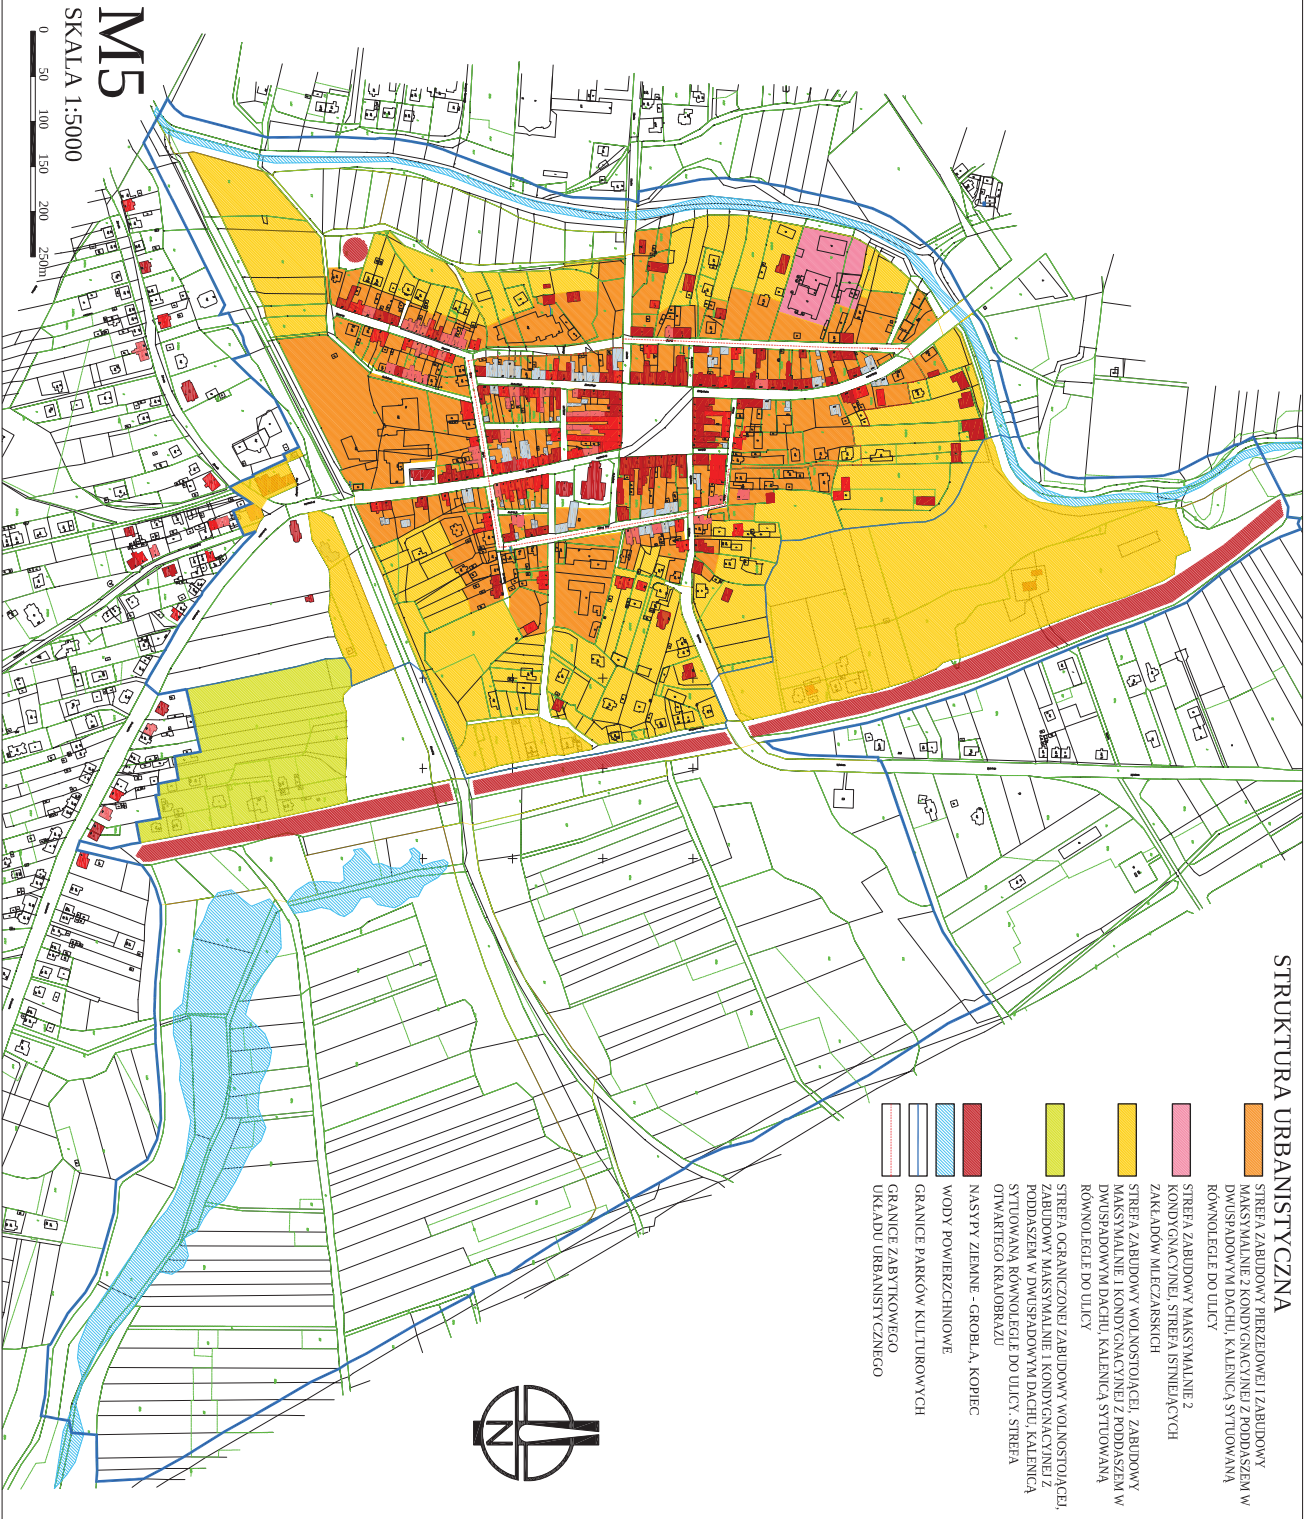 M5
SKALA 1:5000
0 50 100 150 200 250m
STRUKTURA URBANISTYCZNA
STREFA ZABUDOWY PIERZEJOWEJ I ZABUDOWY
MAKSYMALNIE 2 KONDYGNACYJNEJ Z PODDASZEM W
DWUSPADOWYM DACHU, KALENICĄ SYTUOWANĄ
RÓWNOLEGLE DO ULICY
STREFA ZABUDOWY MAKSYMALNIE 2
KONDYGNACYJNEJ, STREFA ISTNIEJĄCYCH
ZAKŁADÓW MLECZARSKICH
STREFA ZABUDOWY WOLNOSTOJĄCEJ, ZABUDOWY
MAKSYMALNIE 1 KONDYGNACYJNEJ Z PODDASZEM W
DWUSPADOWYM DACHU, KALENICĄ SYTUOWANĄ
RÓWNOLEGLE DO ULICY
STREFA OGRANICZONEJ ZABUDOWY WOLNOSTOJĄCEJ,
ZABUDOWY MAKSYMALNIE 1 KONDYGNACYJNEJ Z
PODDASZEM W DWUSPADOWYM DACHU, KALENICĄ
SYTUOWANĄ RÓWNOLEGLE DO ULICY. STREFA
OTWARTEGO KRAJOBRAZU
NASYPY ZIEMNE - GROBLA, KOPIEC
WODY POWIERZCHNIOWE
GRANICE PARKÓW KULTUROWYCH
GRANICE ZABYTKOWEGO
UKŁADU URBANISTYCZNEGO
N